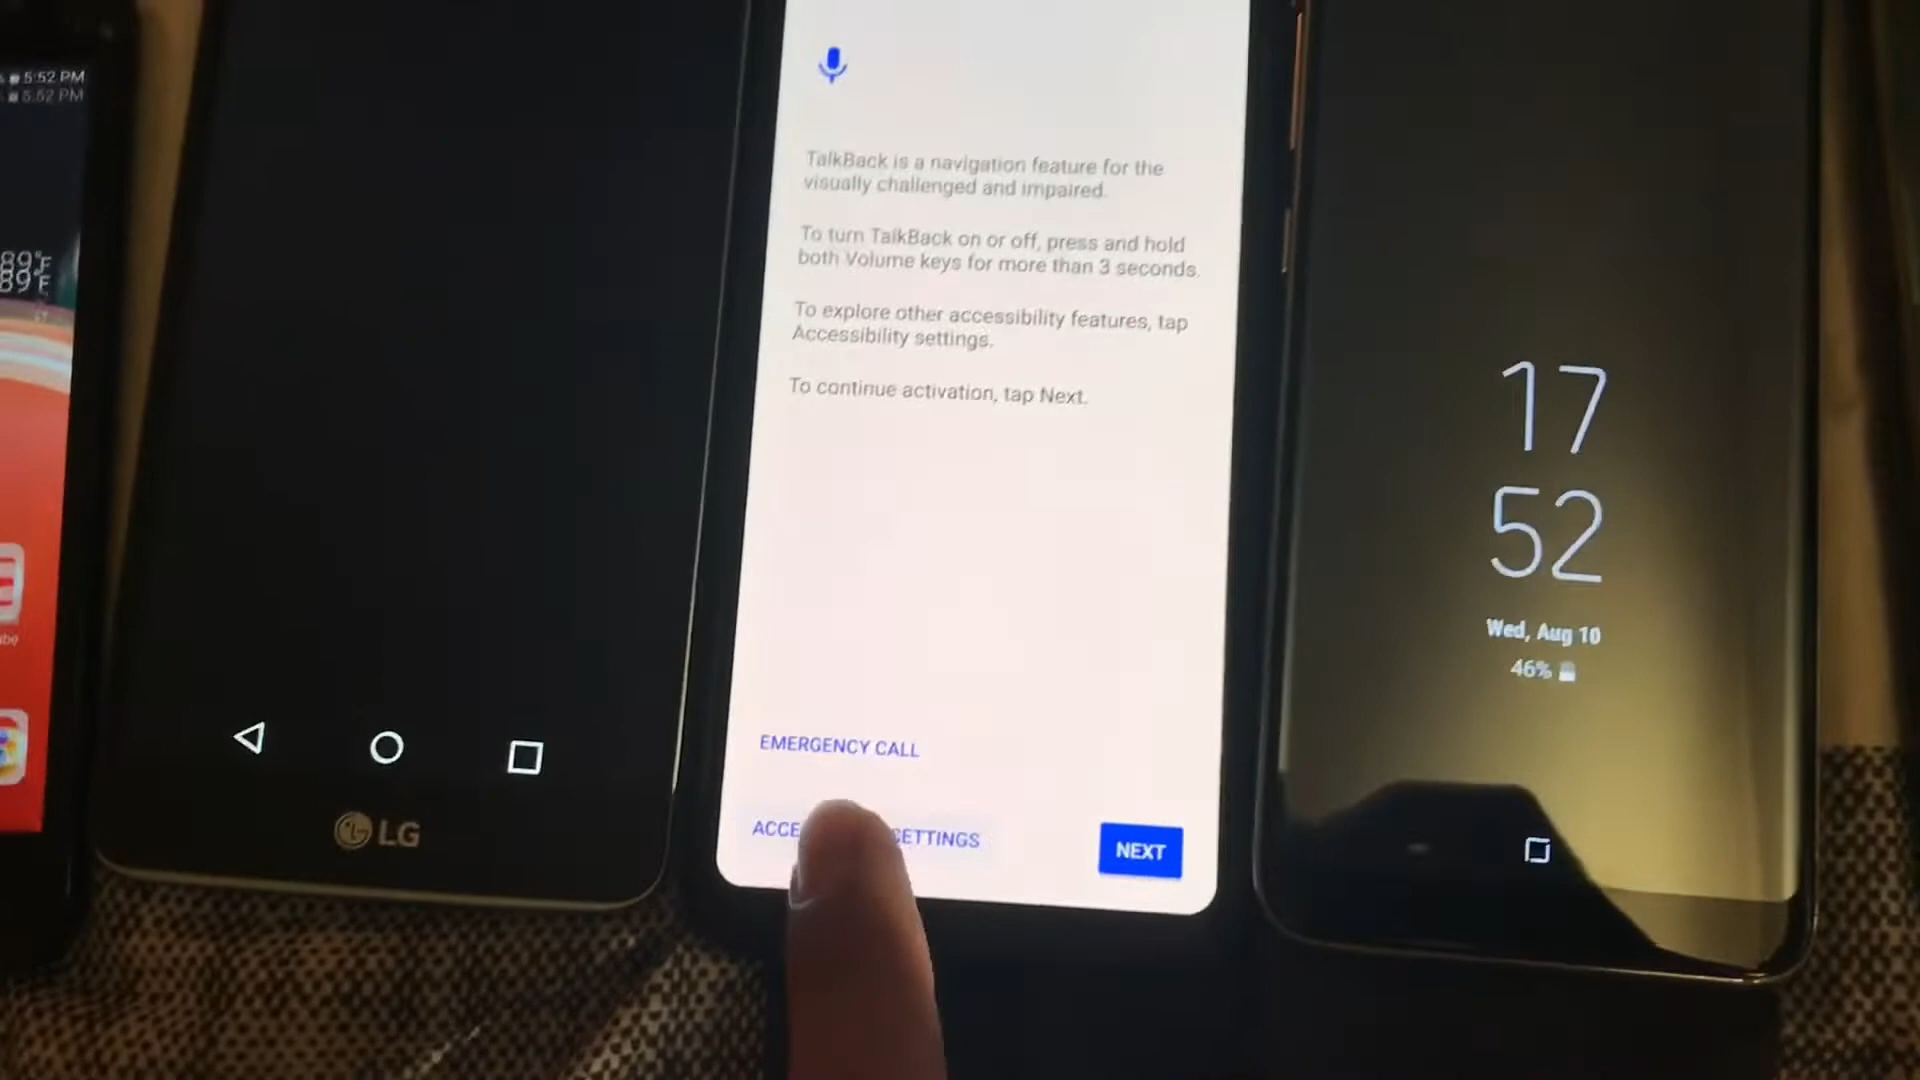 5:52 PM
5:52 PM
89°F
89°F
LG
TalkBack is a navigation feature for the
visually challenged and impaired.
To turn TalkBack on or off, press and hold
both Volume keys for more than 3 seconds.
To explore other accessibility features, tap
Accessibility settings.
To continue activation, tap Next.
EMERGENCY CALL
ACCE ETTINGS
NEXT
17
52
Wed, Aug 10
46%